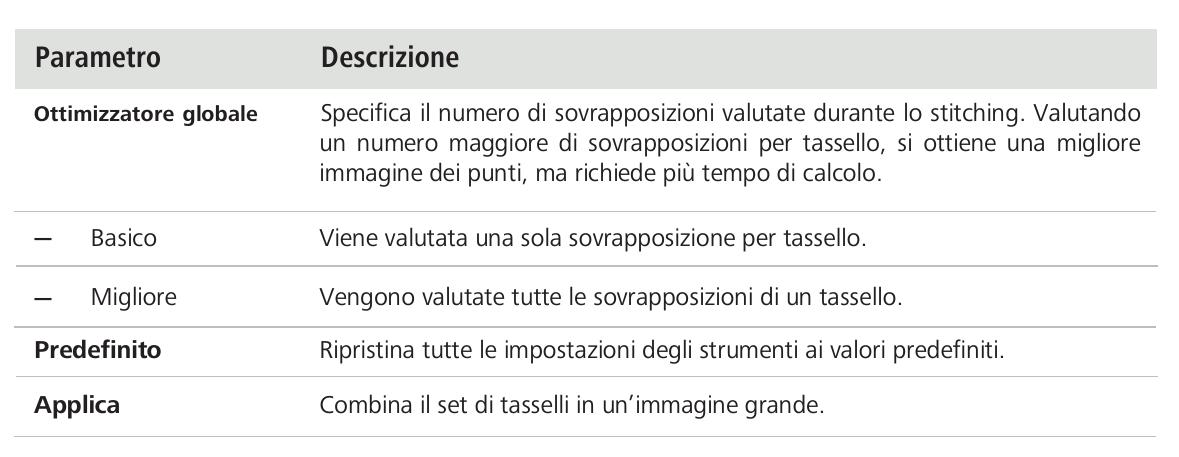 Parametro Descrizione
Ottimizzatore globale Specifica il numero di sovrapposizioni valutate durante lo stitching. Valutando
un numero maggiore di sovrapposizioni per tassello, si ottiene una migliore
immagine dei punti, ma richiede più tempo di calcolo.
— Basico Viene valutata una sola sovrapposizione per tassello.
— Migliore Vengono valutate tutte le sovrapposizioni di un tassello.
Predefinito Ripristina tutte le impostazioni degli strumenti ai valori predefiniti.
Applica Combina il set di tasselli in un’immagine grande.